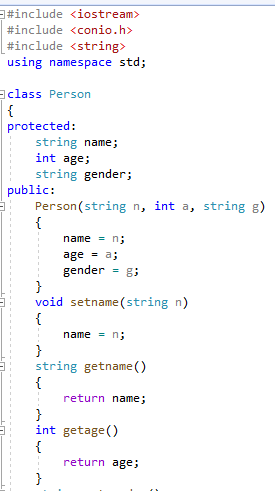 #include <iostream>
#include <conio.h>
#include <string>
using namespace std;
class Person
{
protected:
string name;
int age;
string gender;
public:
Person(string n, int a, string g)
{
name = n;
age = a;
gender = g;
}
void setname(string n)
{
name = n;
}
string getname()
{
return name;
}
int getage()
{
return age;
}